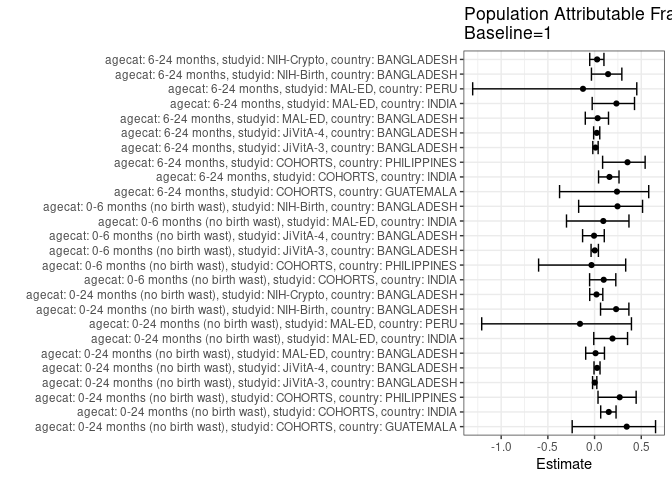 Population Attributable Fra
Baseline=1
agecat: 6-24 months, studyid: NIH-Crypto, country: BANGLADESH
agecat: 6-24 months, studyid: NIH-Birth, country: BANGLADESH
agecat: 6-24 months, studyid: MAL-ED, country: PERU
agecat: 6-24 months, studyid: MAL-ED, country: INDIA
agecat: 6-24 months, studyid: MAL-ED, country: BANGLADESH
agecat: 6-24 months, studyid: JiVitA-4, country: BANGLADESH
agecat: 6-24 months, studyid: JiVitA-3, country: BANGLADESH
agecat: 6-24 months, studyid: COHORTS, country: PHILIPPINES
agecat: 6-24 months, studyid: COHORTS, country: INDIA
agecat: 6-24 months, studyid: COHORTS, country: GUATEMALA
agecat: 0-6 months (no birth wast), studyid: NIH-Birth, country: BANGLADESH
agecat: 0-6 months (no birth wast), studyid: MAL-ED, country: INDIA
agecat: 0-6 months (no birth wast), studyid: JiVitA-4, country: BANGLADESH
agecat: 0-6 months (no birth wast), studyid: JiVitA-3, country: BANGLADESH
agecat: 0-6 months (no birth wast), studyid: COHORTS, country: PHILIPPINES
agecat: 0-6 months (no birth wast), studyid: COHORTS, country: INDIA
agecat: 0-24 months (no birth wast), studyid: NIH-Crypto, country: BANGLADESH
agecat: 0-24 months (no birth wast), studyid: NIH-Birth, country: BANGLADESH
agecat: 0-24 months (no birth wast), studyid: MAL-ED, country: PERU
agecat: 0-24 months (no birth wast), studyid: MAL-ED, country: INDIA
agecat: 0-24 months (no birth wast), studyid: MAL-ED, country: BANGLADESH
agecat: 0-24 months (no birth wast), studyid: JiVitA-4, country: BANGLADESH
agecat: 0-24 months (no birth wast), studyid: JiVitA-3, country: BANGLADESH
agecat: 0-24 months (no birth wast), studyid: COHORTS, country: PHILIPPINES
agecat: 0-24 months (no birth wast), studyid: COHORTS, country: INDIA
agecat: 0-24 months (no birth wast), studyid: COHORTS, country: GUATEMALA
-1.0 -0.5 0.0 0.5
Estimate